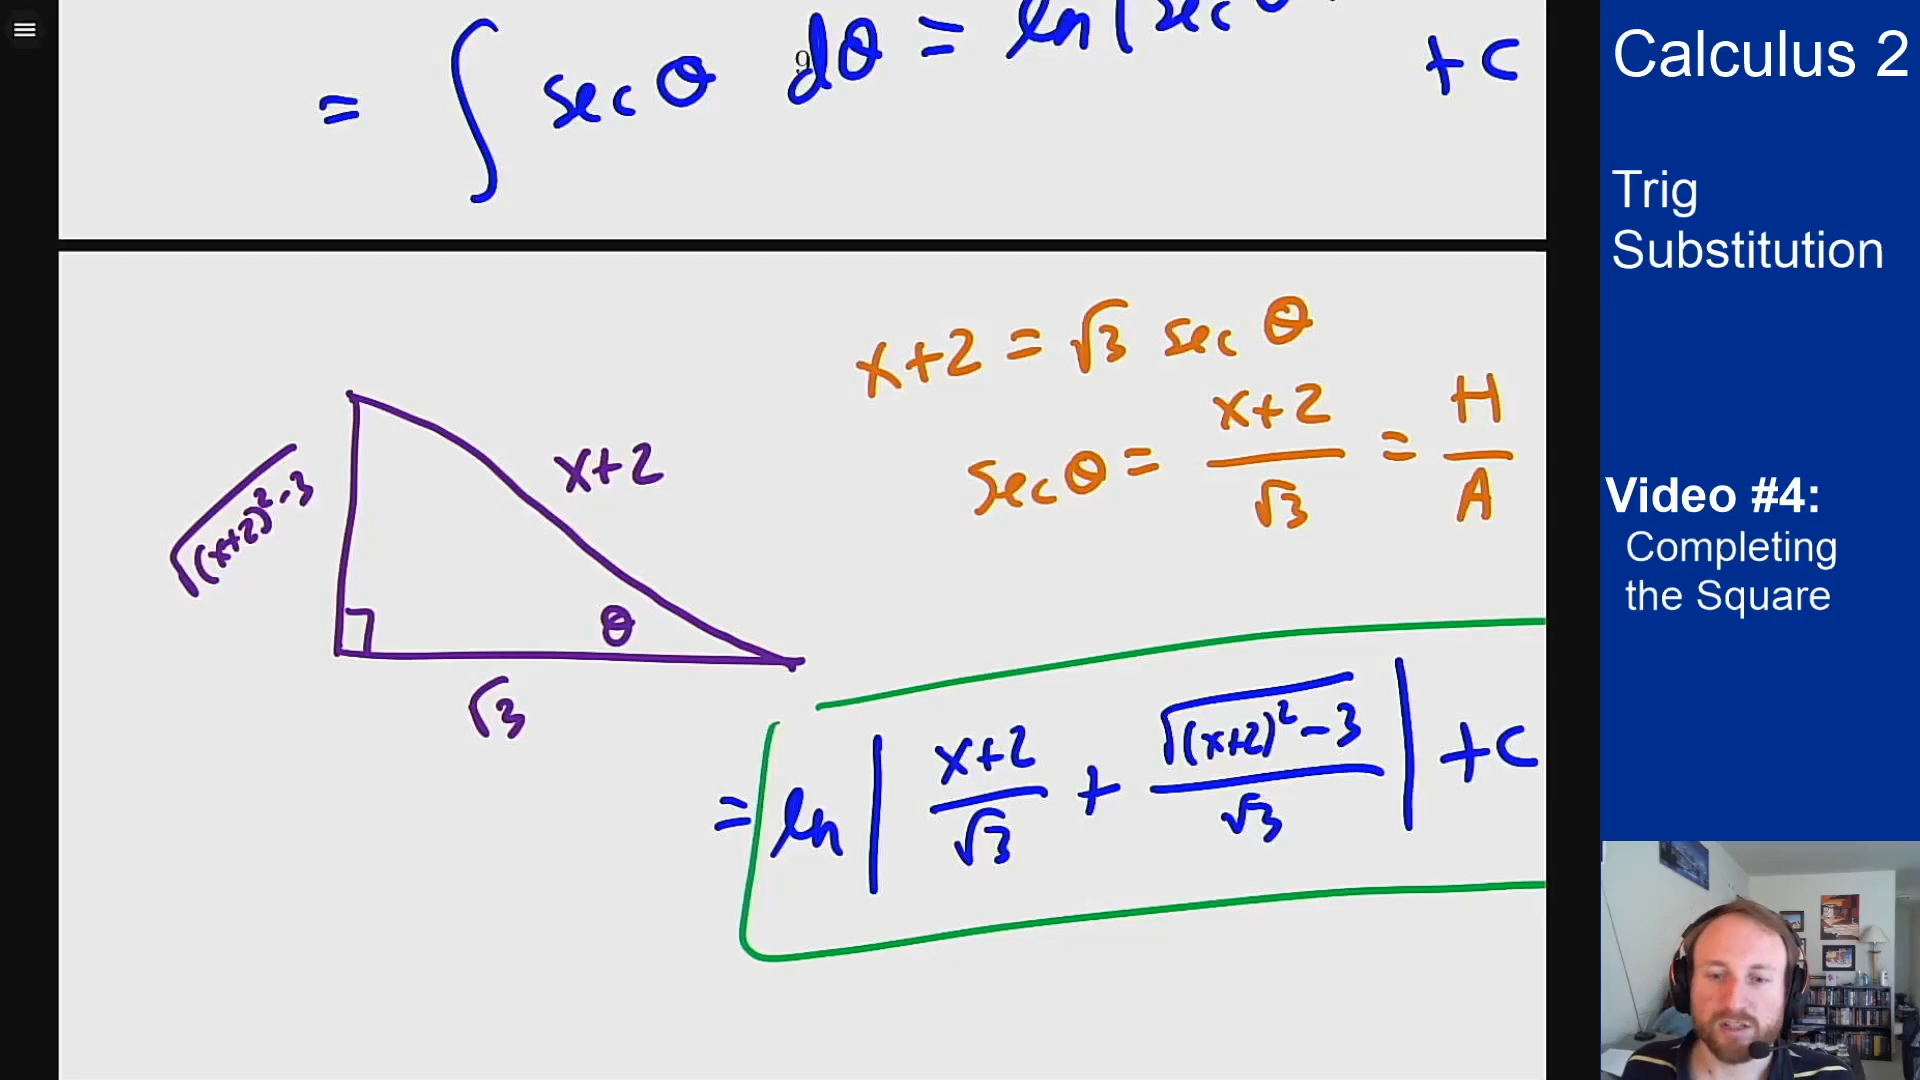 = ∫ sec θ dθ = ln | sec θ
+ C
9
x+2 = √3 sec θ
sec θ = x+2/√3 = H/A
√((x+2)²-3)
x+2
θ
√3
= ln | x+2/√3 + √((x+2)²-3)/√3 | + C
Calculus 2
Trig
Substitution
Video #4:
Completing
the Square